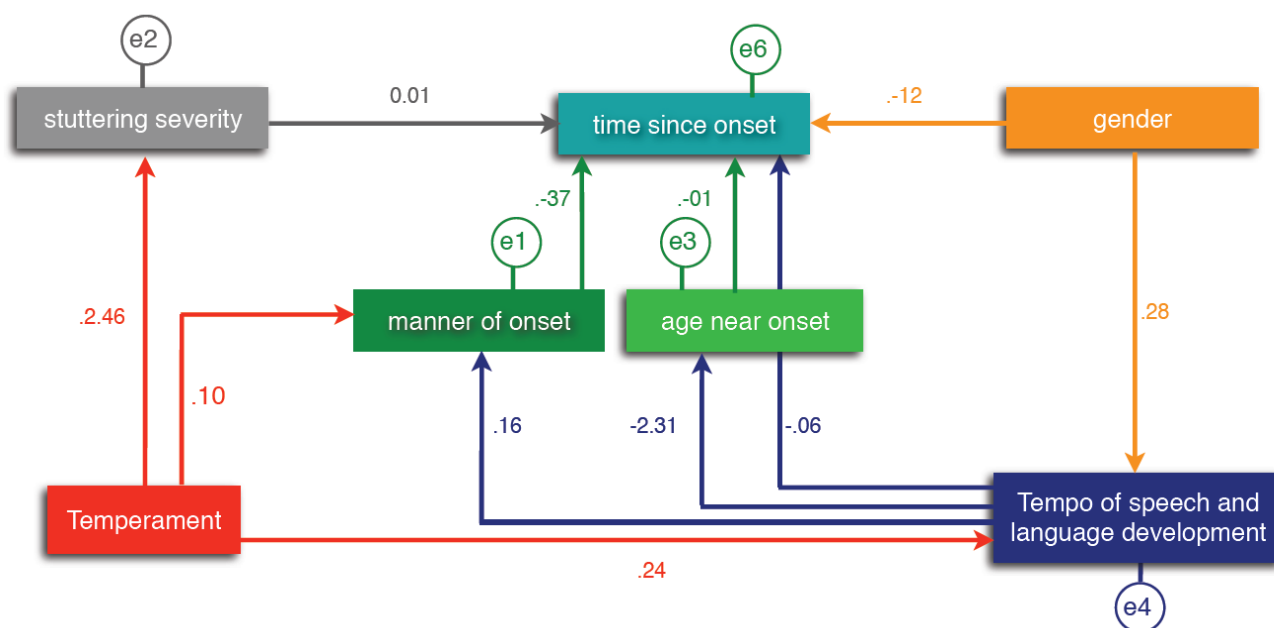 e2
e6
0.01
.-12
stuttering severity
time since onset
gender
.-37
.-01
e1
e3
.2.46
manner of onset
age near onset
.28
.10
.16
-2.31
-.06
Temperament
Tempo of speech and
language development
.24
e4